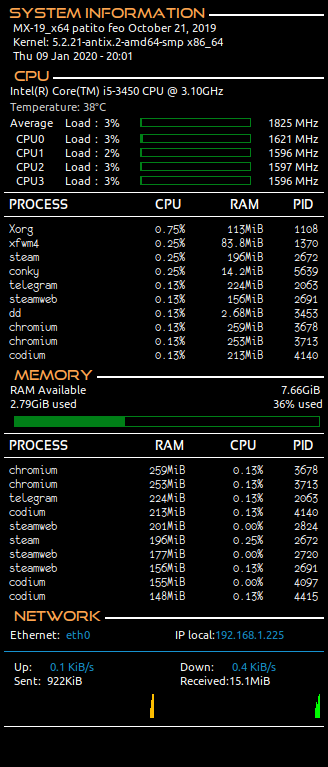 SYSTEM INFORMATION
MX-19_x64 patito feo October 21, 2019
Kernel: 5.2.21-antix.2-amd64-smp x86_64
Thu 09 Jan 2020 - 20:01
CPU
Intel(R) Core(TM) i5-3450 CPU @ 3.10GHz
Temperature: 38°C
Average Load : 3% 1825 MHz
CPU0 Load : 3% 1621 MHz
CPU1 Load : 2% 1596 MHz
CPU2 Load : 3% 1597 MHz
CPU3 Load : 3% 1596 MHz
PROCESS CPU RAM PID
Xorg 0.75% 113MiB 1108
xfwm4 0.25% 83.8MiB 1370
steam 0.25% 196MiB 2672
conky 0.25% 14.2MiB 5639
telegram 0.13% 224MiB 2063
steamweb 0.13% 156MiB 2691
dd 0.13% 2.68MiB 3453
chromium 0.13% 259MiB 3678
chromium 0.13% 253MiB 3713
codium 0.13% 213MiB 4140
MEMORY
RAM Available 7.66GiB
2.79GiB used 36% used
PROCESS RAM CPU PID
chromium 259MiB 0.13% 3678
chromium 253MiB 0.13% 3713
telegram 224MiB 0.13% 2063
codium 213MiB 0.13% 4140
steamweb 201MiB 0.00% 2824
steam 196MiB 0.25% 2672
steamweb 177MiB 0.00% 2720
steamweb 156MiB 0.13% 2691
codium 155MiB 0.00% 4097
codium 148MiB 0.13% 4415
NETWORK
Ethernet: eth0 IP local:192.168.1.225
Up: 0.1 KiB/s Down: 0.4 KiB/s
Sent: 922KiB Received:15.1MiB